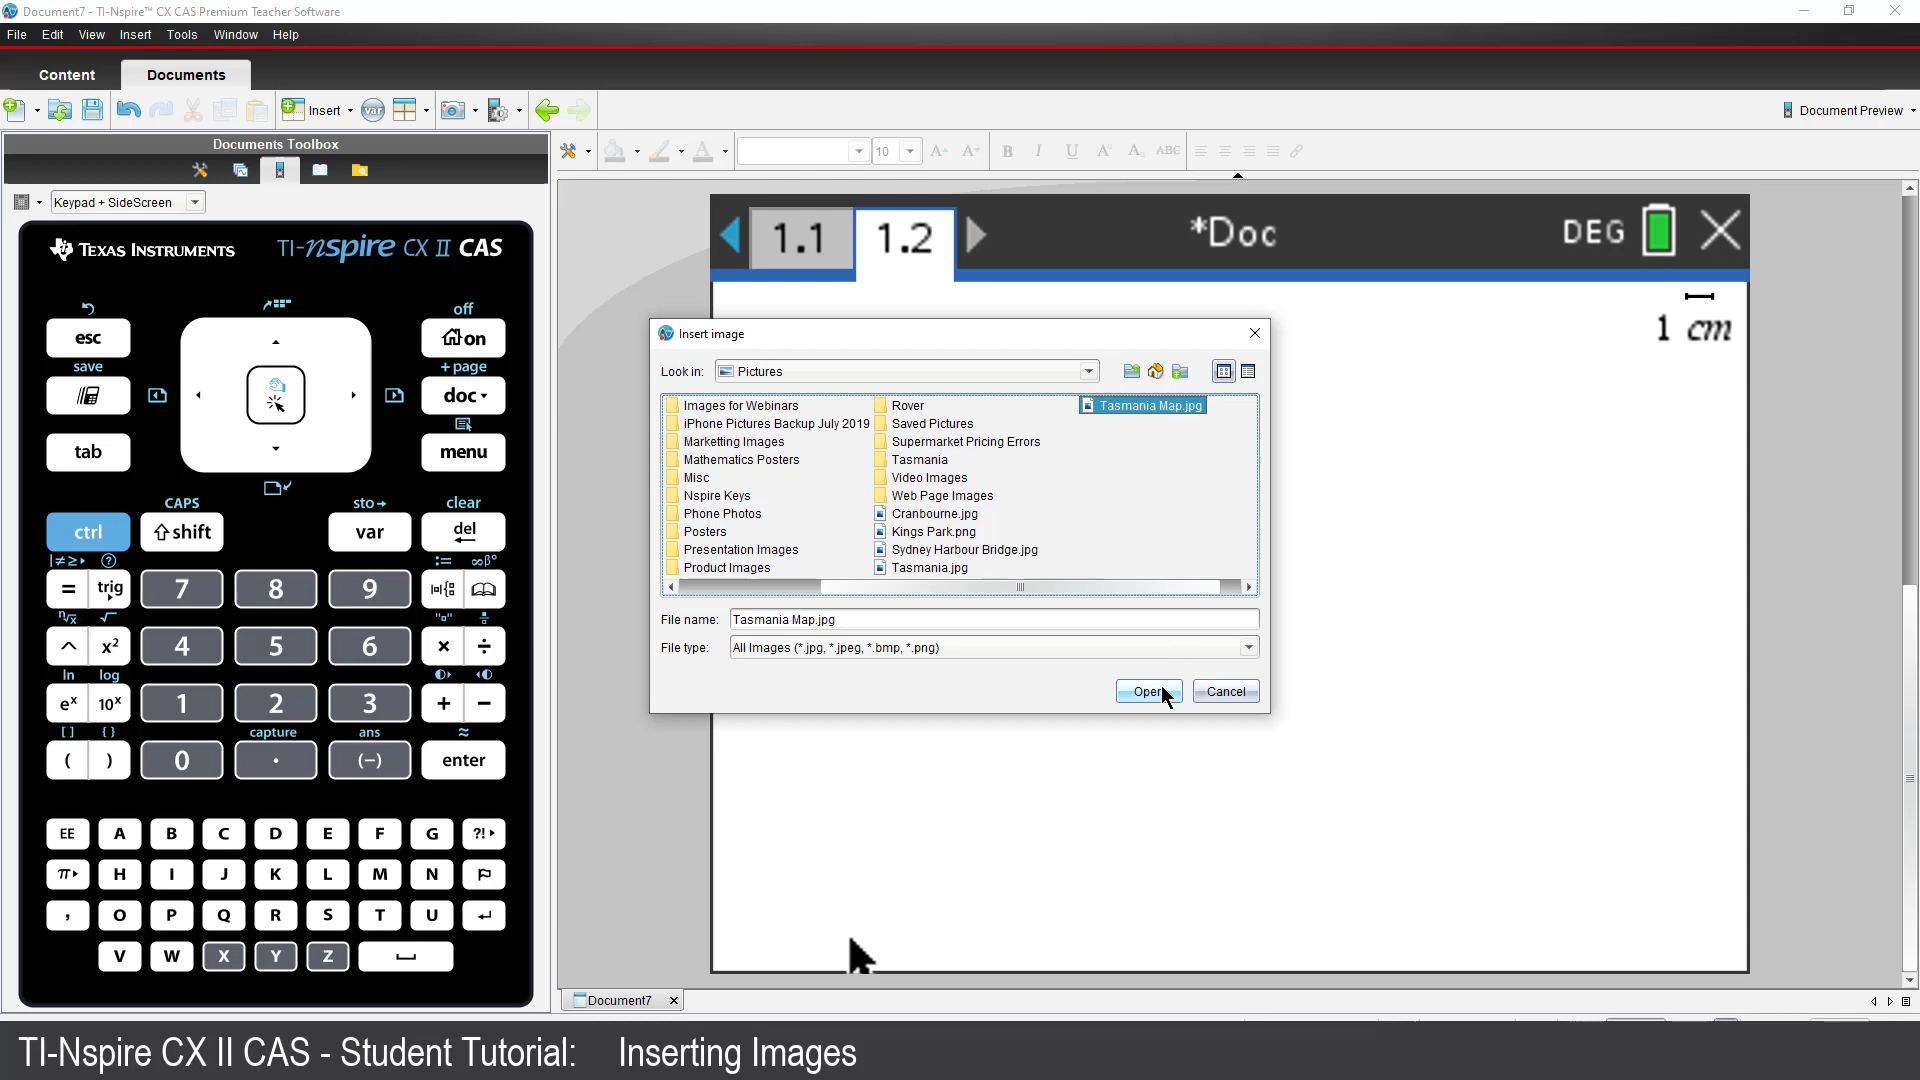 Document7 - TI-Nspire™ CX CAS Premium Teacher Software
File Edit View Insert Tools Window Help
Content Documents
Insert var Document Preview
Documents Toolbox
10 B I U A A ABC
Keypad + SideScreen
TEXAS INSTRUMENTS TI-nspire CX II CAS
1.1 1.2 *Doc DEG
1 cm
off
esc on
save + page
doc
tab menu
CAPS sto→ clear
ctrl shift var del
|≠≥▸ ? := ∞β°
= trig 7 8 9
ⁿ√x √
^ x² 4 5 6 × ÷
ln log
eˣ 10ˣ 1 2 3 + −
[ ] { } capture ans ≈
( ) 0 . (−) enter
EE A B C D E F G ?!▸
π▸ H I J K L M N
, O P Q R S T U ↵
V W X Y Z
Insert image
Look in: Pictures
Images for Webinars Rover Tasmania Map.jpg
iPhone Pictures Backup July 2019 Saved Pictures
Marketting Images Supermarket Pricing Errors
Mathematics Posters Tasmania
Misc Video Images
Nspire Keys Web Page Images
Phone Photos Cranbourne.jpg
Posters Kings Park.png
Presentation Images Sydney Harbour Bridge.jpg
Product Images Tasmania.jpg
File name: Tasmania Map.jpg
File type: All Images (*.jpg, *.jpeg, *.bmp, *.png)
Open Cancel
Document7
TI-Nspire CX II CAS - Student Tutorial: Inserting Images